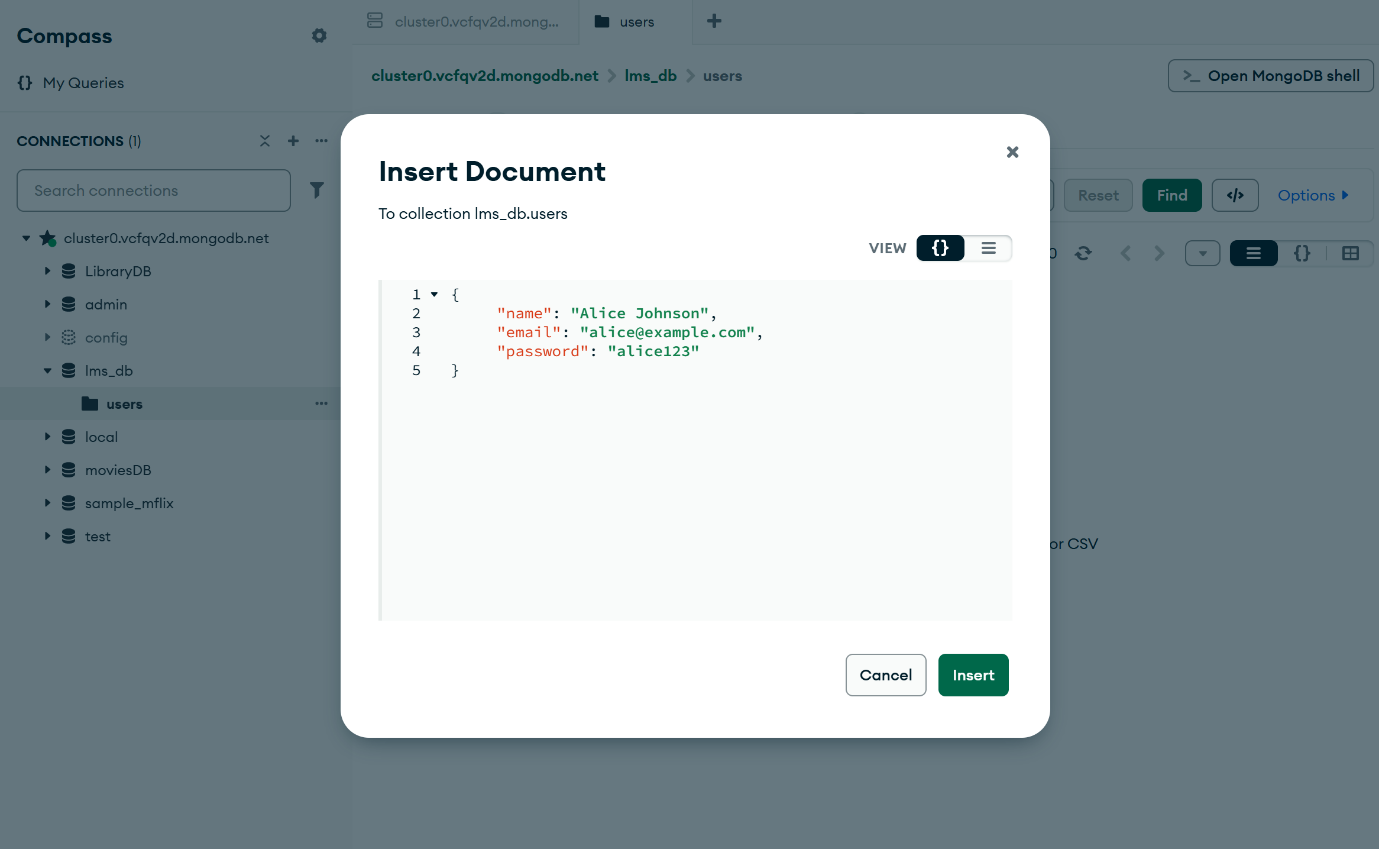 Compass
{} My Queries
CONNECTIONS (1)
Search connections
cluster0.vcfqv2d.mongodb.net
LibraryDB
admin
config
lms_db
users
local
moviesDB
sample_mflix
test
cluster0.vcfqv2d.mong...
users
cluster0.vcfqv2d.mongodb.net > lms_db > users
>_ Open MongoDB shell
Reset
Find
</>
Options
0
{}
or CSV
Insert Document
To collection lms_db.users
VIEW {}
1 {
2 "name": "Alice Johnson",
3 "email": "alice@example.com",
4 "password": "alice123"
5 }
Cancel
Insert